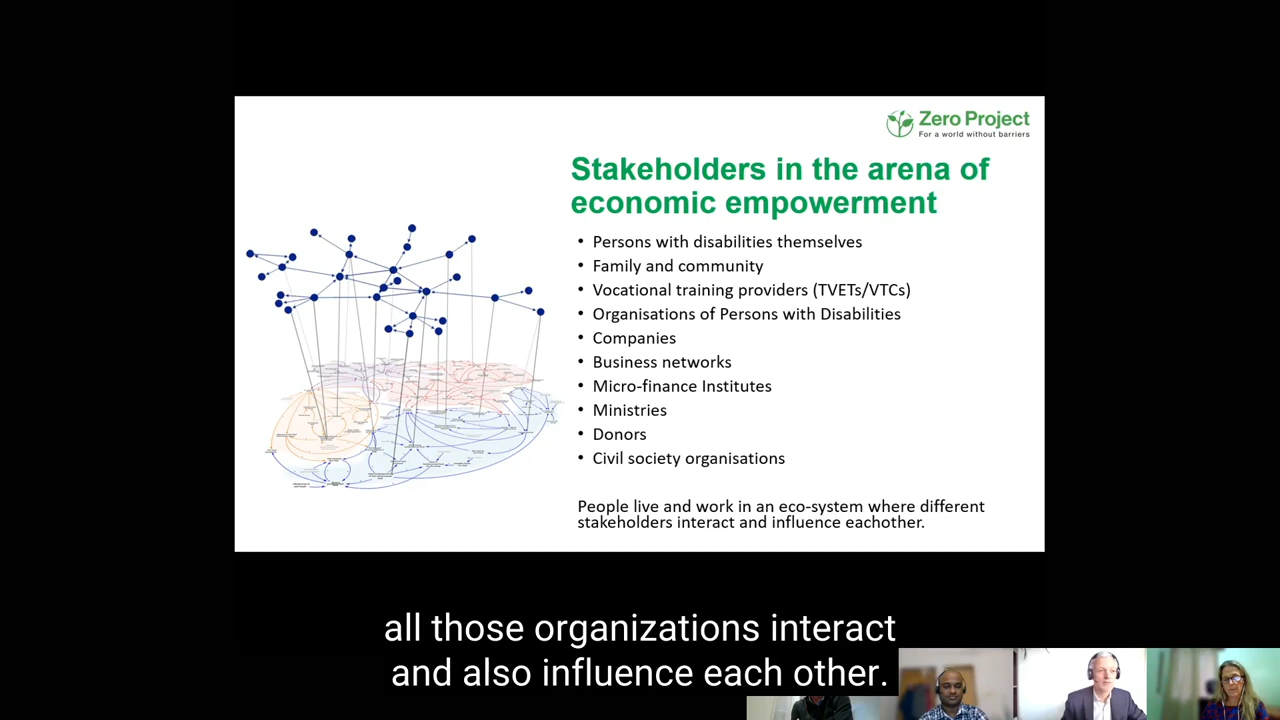 Zero Project
For a world without barriers
Stakeholders in the arena of
economic empowerment
• Persons with disabilities themselves
• Family and community
• Vocational training providers (TVETs/VTCs)
• Organisations of Persons with Disabilities
• Companies
• Business networks
• Micro-finance Institutes
• Ministries
• Donors
• Civil society organisations
People live and work in an eco-system where different
stakeholders interact and influence eachother.
all those organizations interact
and also influence each other.